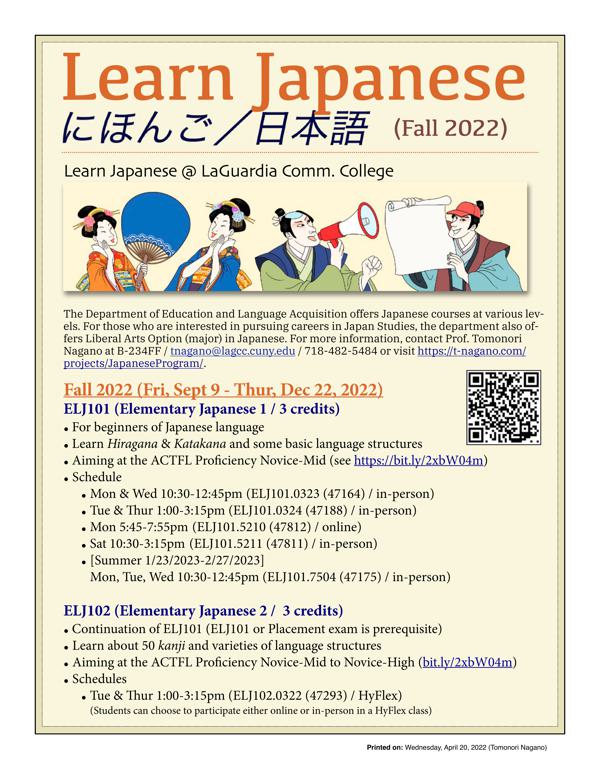 Learn Japanese
にほんご／日本語 (Fall 2022)
Learn Japanese @ LaGuardia Comm. College
The Department of Education and Language Acquisition offers Japanese courses at various lev-
els. For those who are interested in pursuing careers in Japan Studies, the department also of-
fers Liberal Arts Option (major) in Japanese. For more information, contact Prof. Tomonori
Nagano at B-234FF / tnagano@lagcc.cuny.edu / 718-482-5484 or visit https://t-nagano.com/
projects/JapaneseProgram/.
Fall 2022 (Fri, Sept 9 - Thur, Dec 22, 2022)
ELJ101 (Elementary Japanese 1 / 3 credits)
• For beginners of Japanese language
• Learn Hiragana & Katakana and some basic language structures
• Aiming at the ACTFL Proficiency Novice-Mid (see https://bit.ly/2xbW04m)
• Schedule
• Mon & Wed 10:30-12:45pm (ELJ101.0323 (47164) / in-person)
• Tue & Thur 1:00-3:15pm (ELJ101.0324 (47188) / in-person)
• Mon 5:45-7:55pm (ELJ101.5210 (47812) / online)
• Sat 10:30-3:15pm (ELJ101.5211 (47811) / in-person)
• [Summer 1/23/2023-2/27/2023]
Mon, Tue, Wed 10:30-12:45pm (ELJ101.7504 (47175) / in-person)
ELJ102 (Elementary Japanese 2 / 3 credits)
• Continuation of ELJ101 (ELJ101 or Placement exam is prerequisite)
• Learn about 50 kanji and varieties of language structures
• Aiming at the ACTFL Proficiency Novice-Mid to Novice-High (bit.ly/2xbW04m)
• Schedules
• Tue & Thur 1:00-3:15pm (ELJ102.0322 (47293) / HyFlex)
(Students can choose to participate either online or in-person in a HyFlex class)
Printed on: Wednesday, April 20, 2022 (Tomonori Nagano)